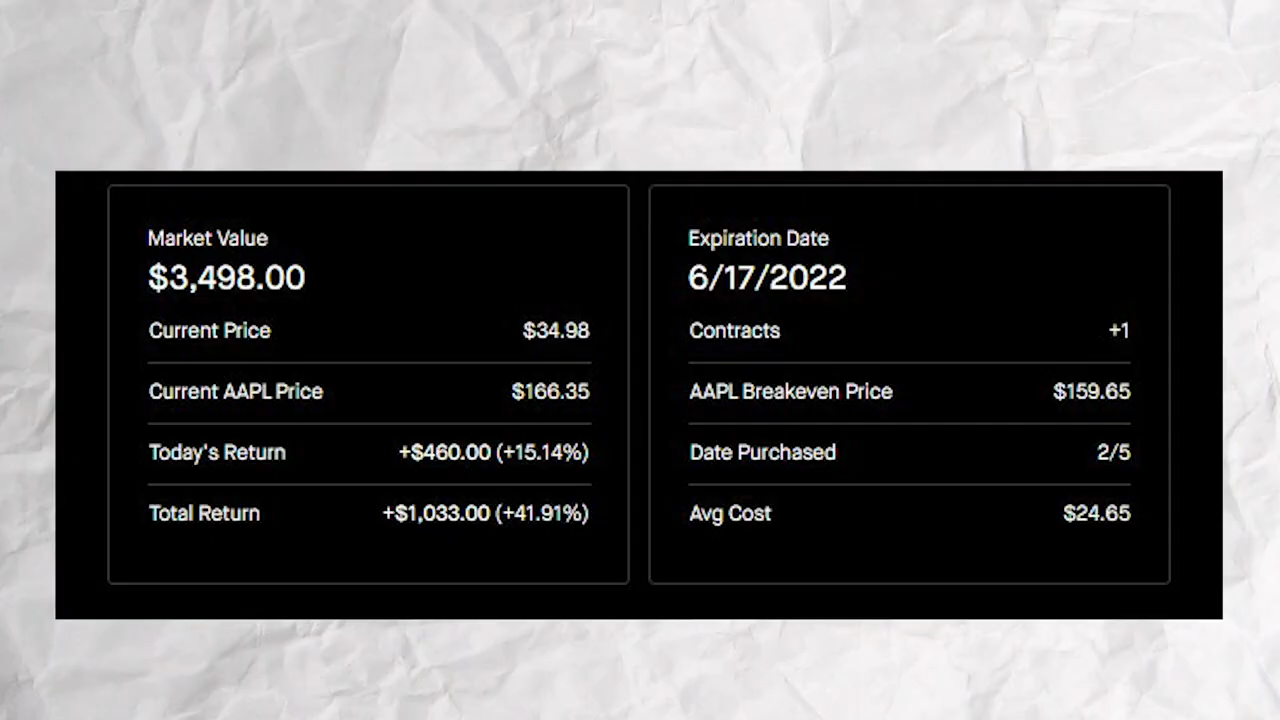 Market Value
$3,498.00
Current Price $34.98
Current AAPL Price $166.35
Today's Return +$460.00 (+15.14%)
Total Return +$1,033.00 (+41.91%)
Expiration Date
6/17/2022
Contracts +1
AAPL Breakeven Price $159.65
Date Purchased 2/5
Avg Cost $24.65